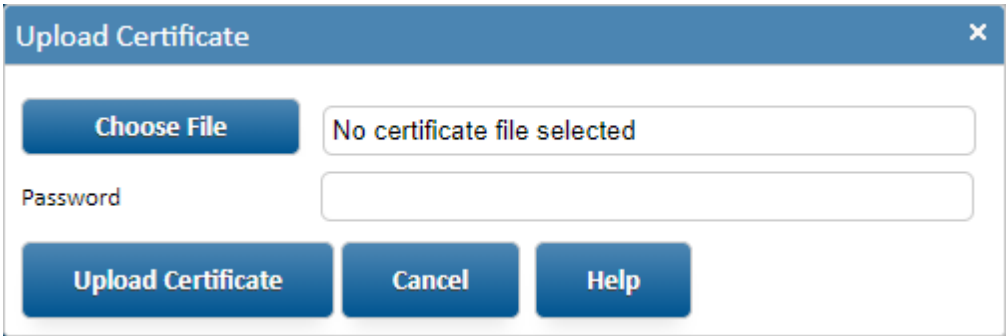 Upload Certificate ×
Choose File No certificate file selected
Password
Upload Certificate Cancel Help